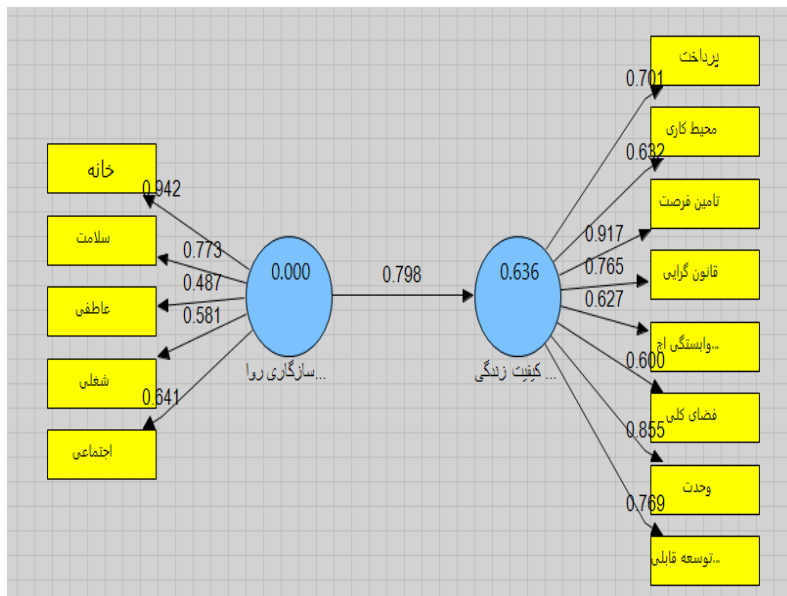 خانه
0.942
سلامت
0.773
عاطفی
0.487
شغلی
0.581
اجتماعی
0.641
0.000
سازگاری روا...
0.798
0.636
کیفیت زندگی ...
پرداخت
0.701
محیط کاری
0.632
تامین فرصت
0.917
قانون گرایی
0.765
وابستگی اج...
0.627
فضای کلی
0.600
وحدت
0.855
توسعه قابلی...
0.769